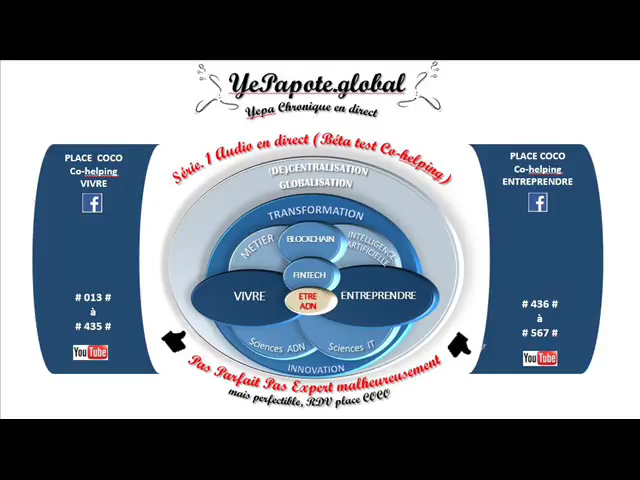 YePapote.global
Yepa Chronique en direct
Série. 1 Audio en direct (Béta test Co-helping)
PLACE COCO
Co-helping
VIVRE
f
# 013 #
à
# 435 #
YouTube
(DE)CENTRALISATION
GLOBALISATION
TRANSFORMATION
METIER
BLOCKCHAIN
INTELLIGENCE
ARTIFICIELLE
FINTECH
VIVRE
ETRE
ADN
ENTREPRENDRE
Sciences ADN
Sciences IT
INNOVATION
PLACE COCO
Co-helping
ENTREPRENDRE
f
# 436 #
à
# 567 #
YouTube
Pas Parfait Pas Expert malheureusement
mais perfectible, RDV place COCO